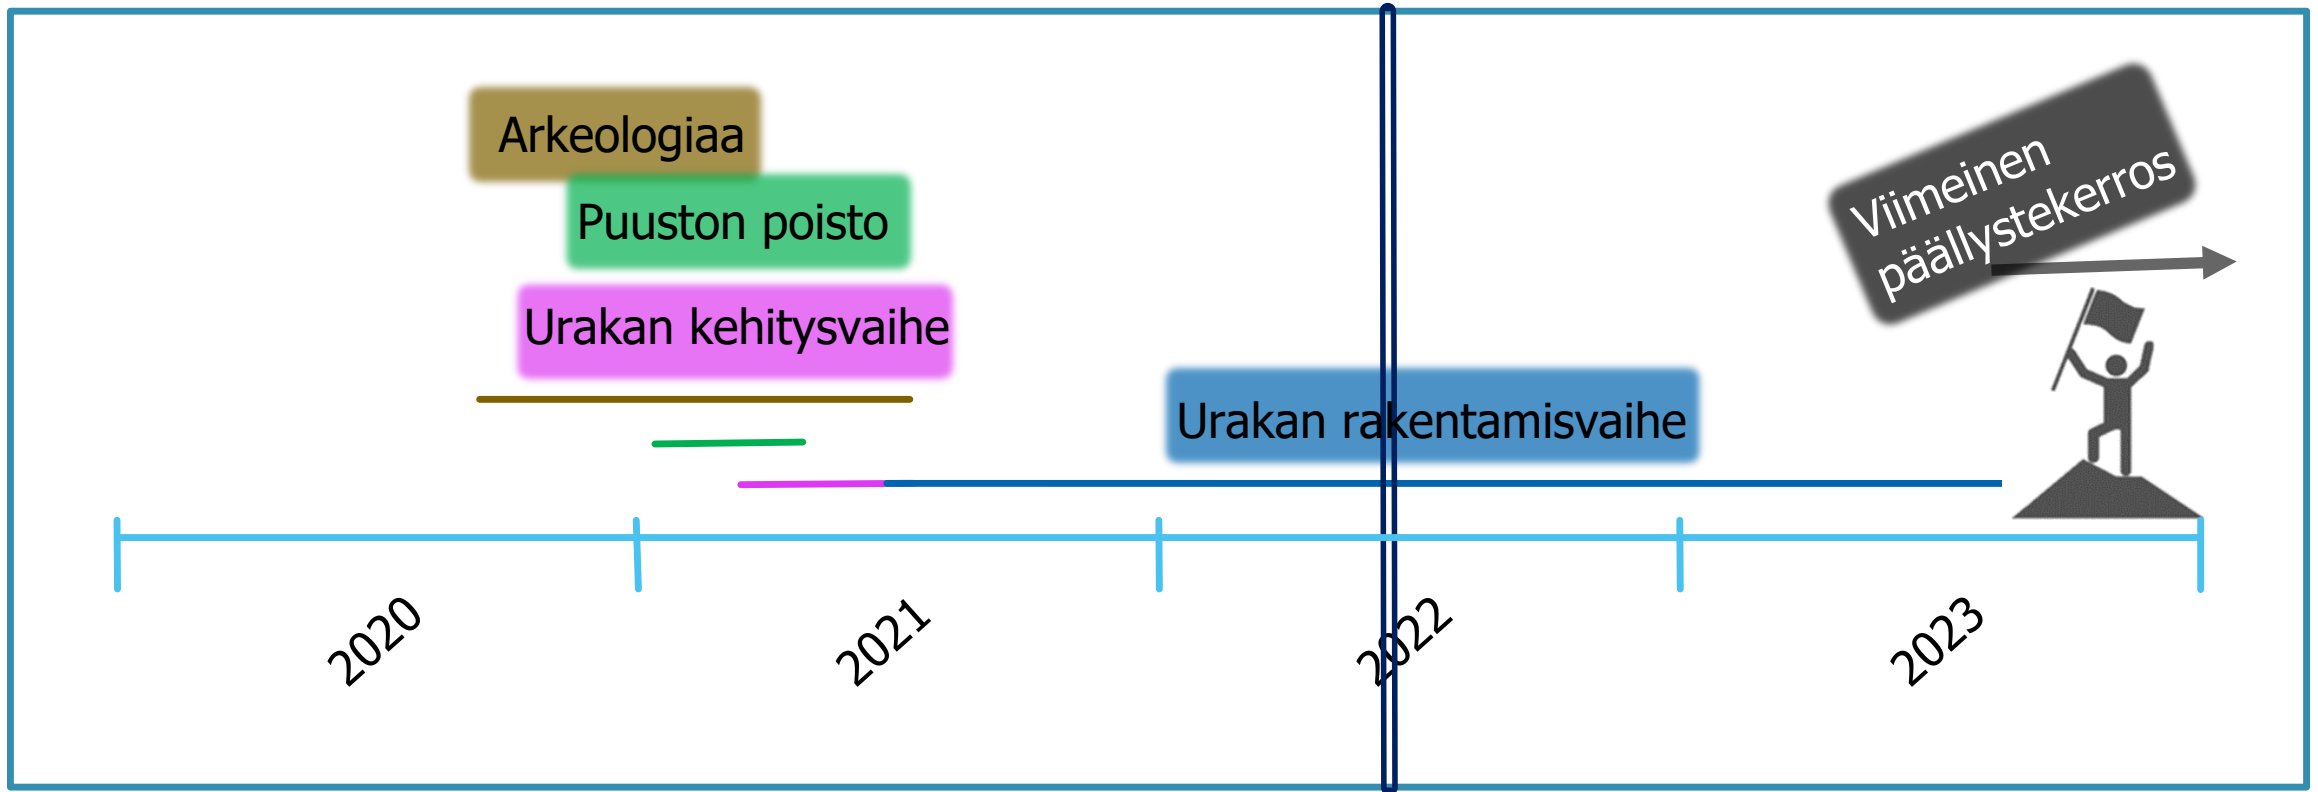 Arkeologiaa
Puuston poisto
Urakan kehitysvaihe
Urakan rakentamisvaihe
Viimeinen
päällystekerros
2020
2021
2022
2023